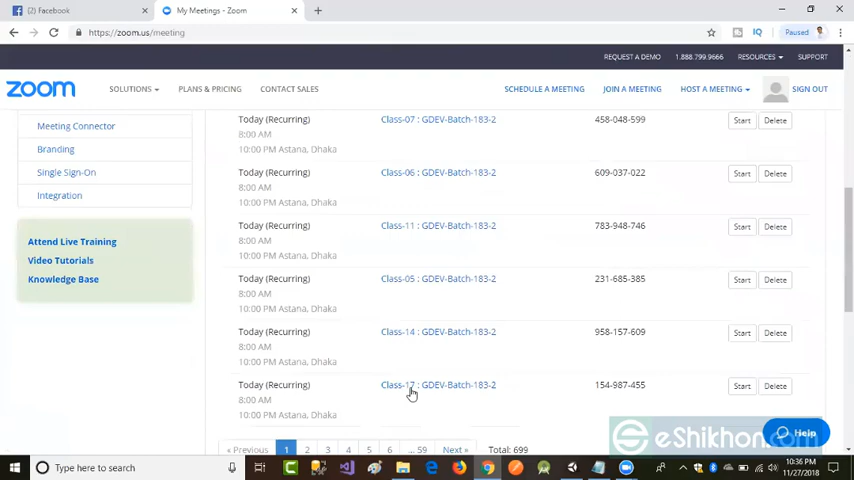 (2) Facebook
My Meetings - Zoom
https://zoom.us/meeting
IQ
Paused
REQUEST A DEMO 1.888.799.9666 RESOURCES SUPPORT
zoom SOLUTIONS PLANS & PRICING CONTACT SALES SCHEDULE A MEETING JOIN A MEETING HOST A MEETING SIGN OUT
Meeting Connector
Branding
Single Sign-On
Integration
Attend Live Training
Video Tutorials
Knowledge Base
Today (Recurring) Class-07 : GDEV-Batch-183-2 458-048-599 Start Delete
8:00 AM
10:00 PM Astana, Dhaka
Today (Recurring) Class-06 : GDEV-Batch-183-2 609-037-022 Start Delete
8:00 AM
10:00 PM Astana, Dhaka
Today (Recurring) Class-11 : GDEV-Batch-183-2 783-948-746 Start Delete
8:00 AM
10:00 PM Astana, Dhaka
Today (Recurring) Class-05 : GDEV-Batch-183-2 231-685-385 Start Delete
8:00 AM
10:00 PM Astana, Dhaka
Today (Recurring) Class-14 : GDEV-Batch-183-2 958-157-609 Start Delete
8:00 AM
10:00 PM Astana, Dhaka
Today (Recurring) Class-17 : GDEV-Batch-183-2 154-987-455 Start Delete
8:00 AM
10:00 PM Astana, Dhaka
« Previous 1 2 3 4 5 6 ... 59 Next » Total: 699
eShikhon.com
Help
Type here to search
10:36 PM
11/27/2018